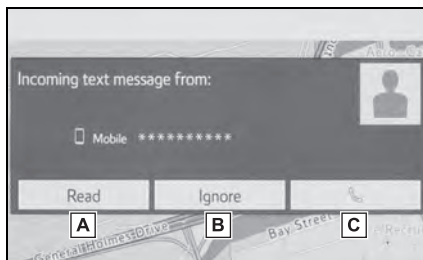 Incoming text message from:
Mobile **********
Read
Ignore
A
B
C
General Holmes Drive
Bay Street